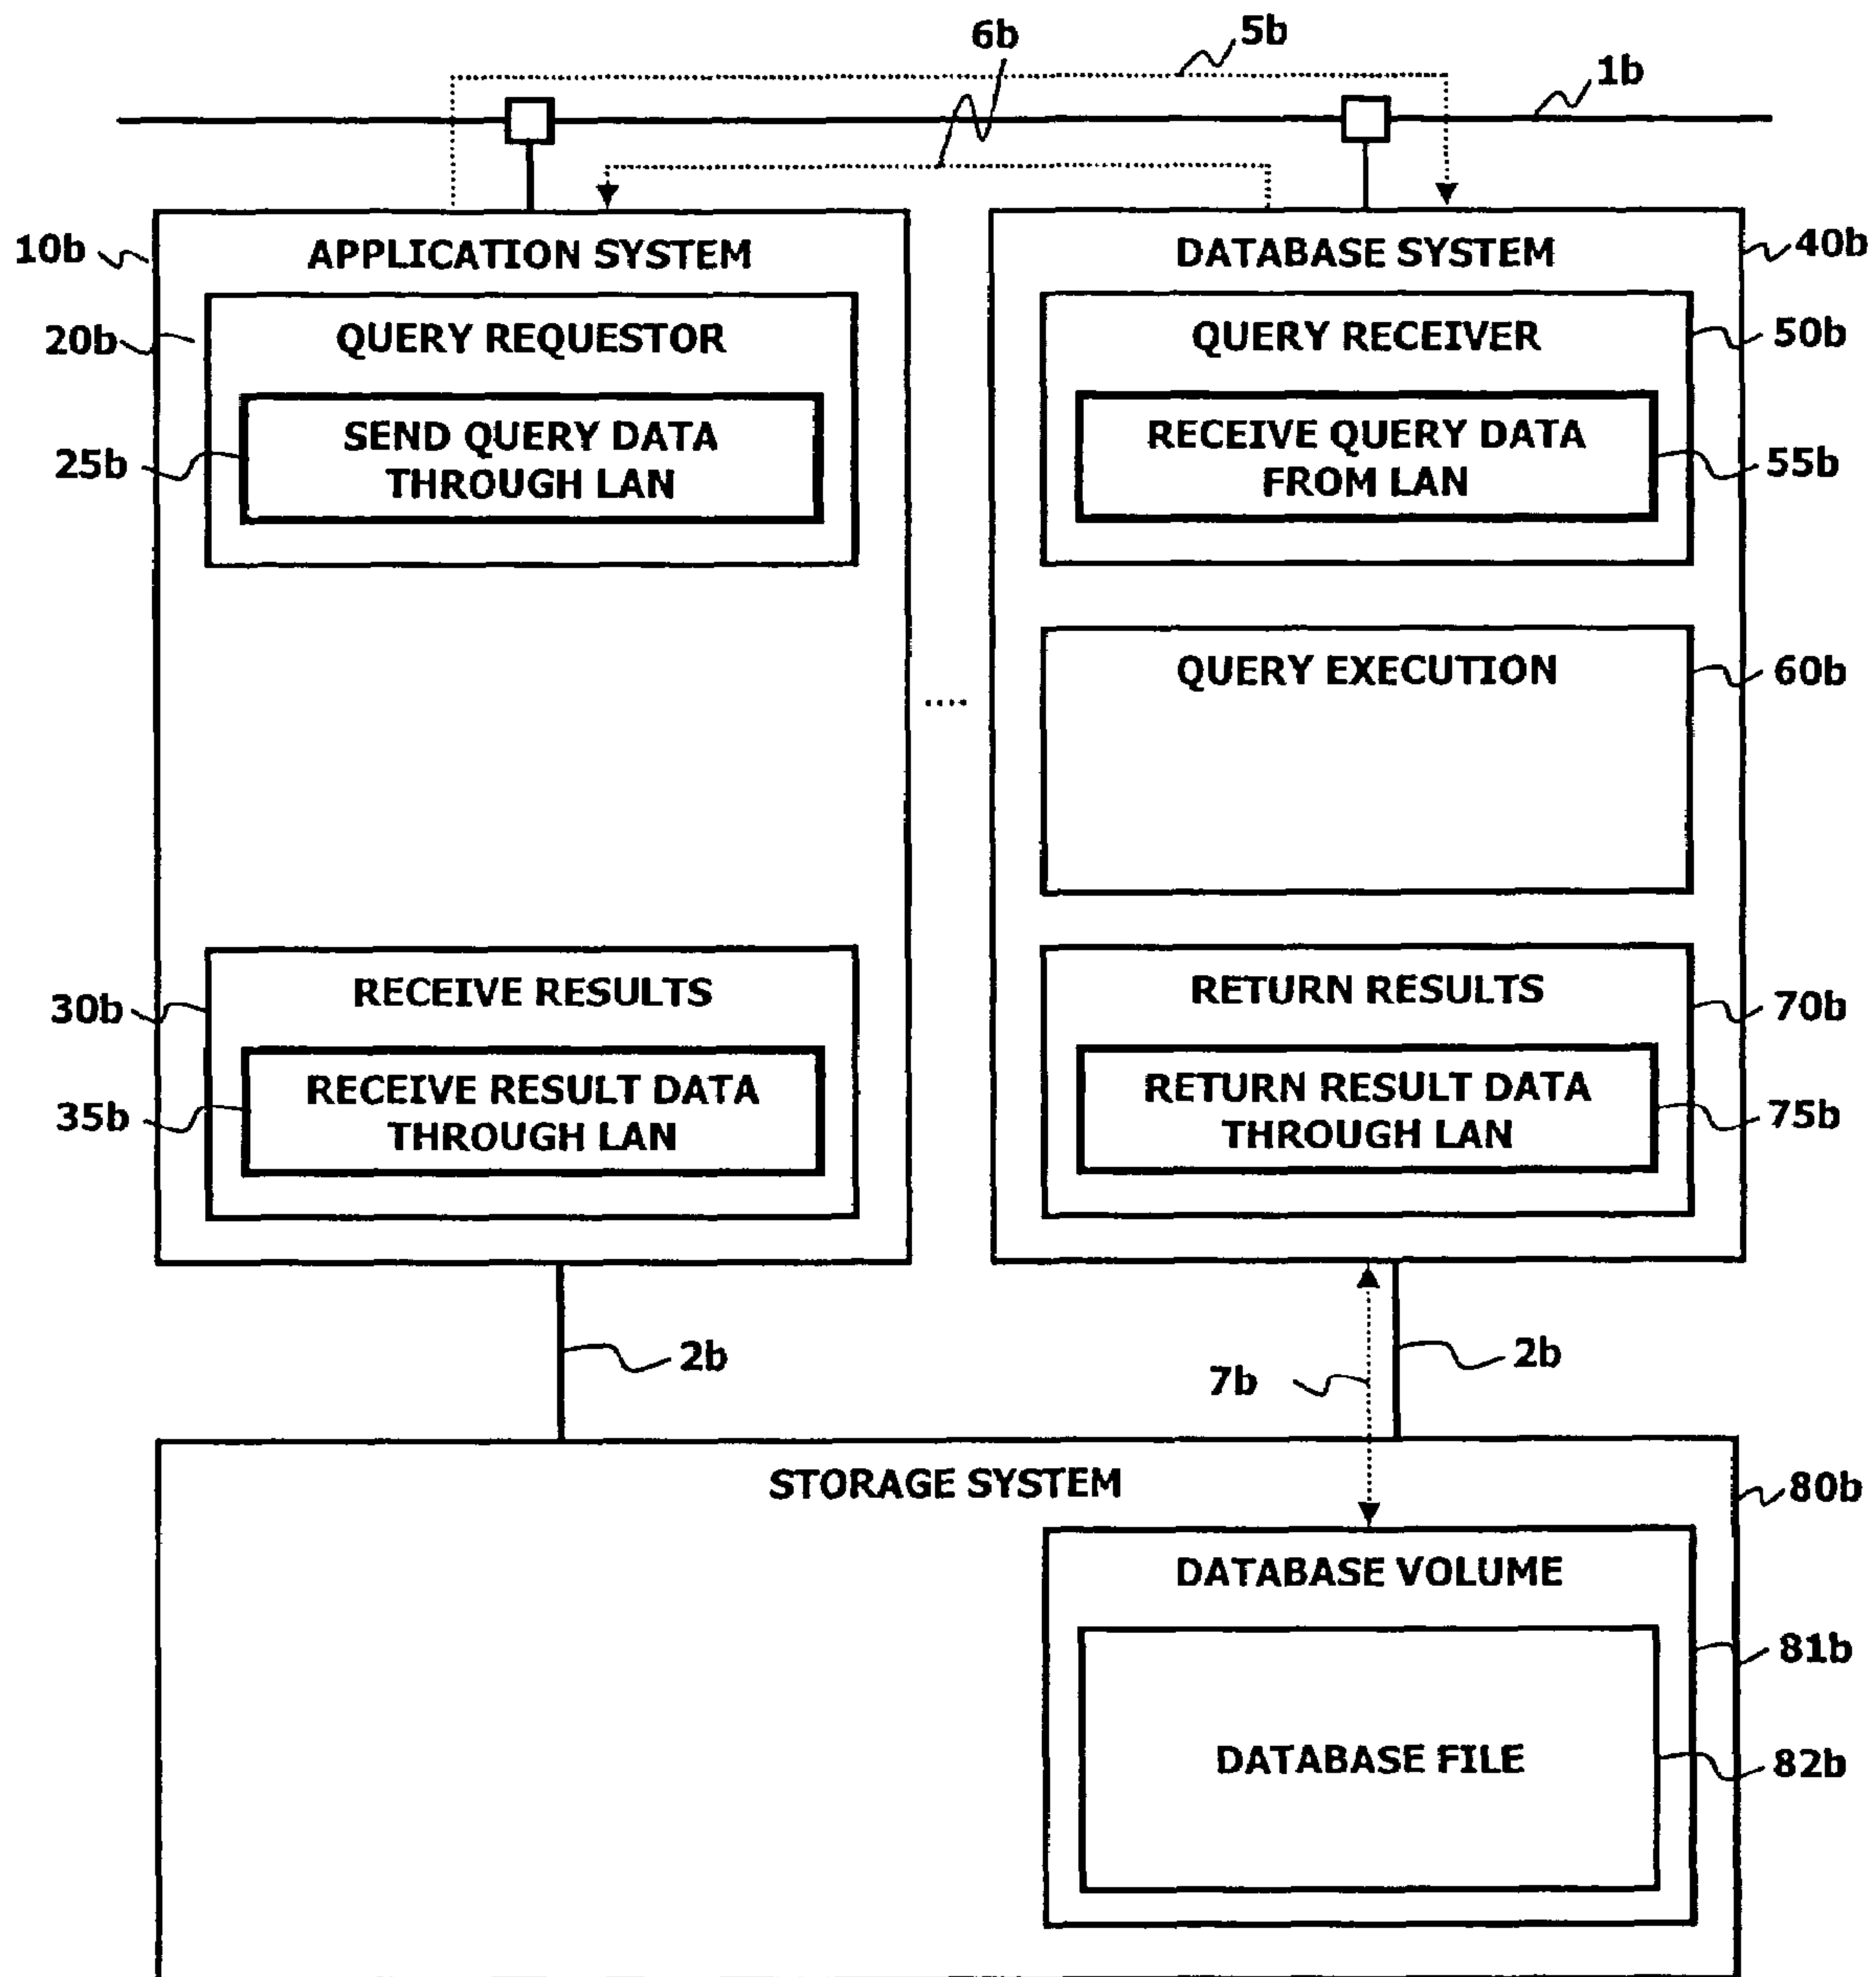 5b
6b
1b
10b
APPLICATION SYSTEM
DATABASE SYSTEM
40b
20b
QUERY REQUESTOR
QUERY RECEIVER
50b
25b
SEND QUERY DATA
THROUGH LAN
RECEIVE QUERY DATA
FROM LAN
55b
QUERY EXECUTION
60b
....
30b
RECEIVE RESULTS
RETURN RESULTS
70b
35b
RECEIVE RESULT DATA
THROUGH LAN
RETURN RESULT DATA
THROUGH LAN
75b
2b
7b
2b
STORAGE SYSTEM
80b
DATABASE VOLUME
81b
DATABASE FILE
82b